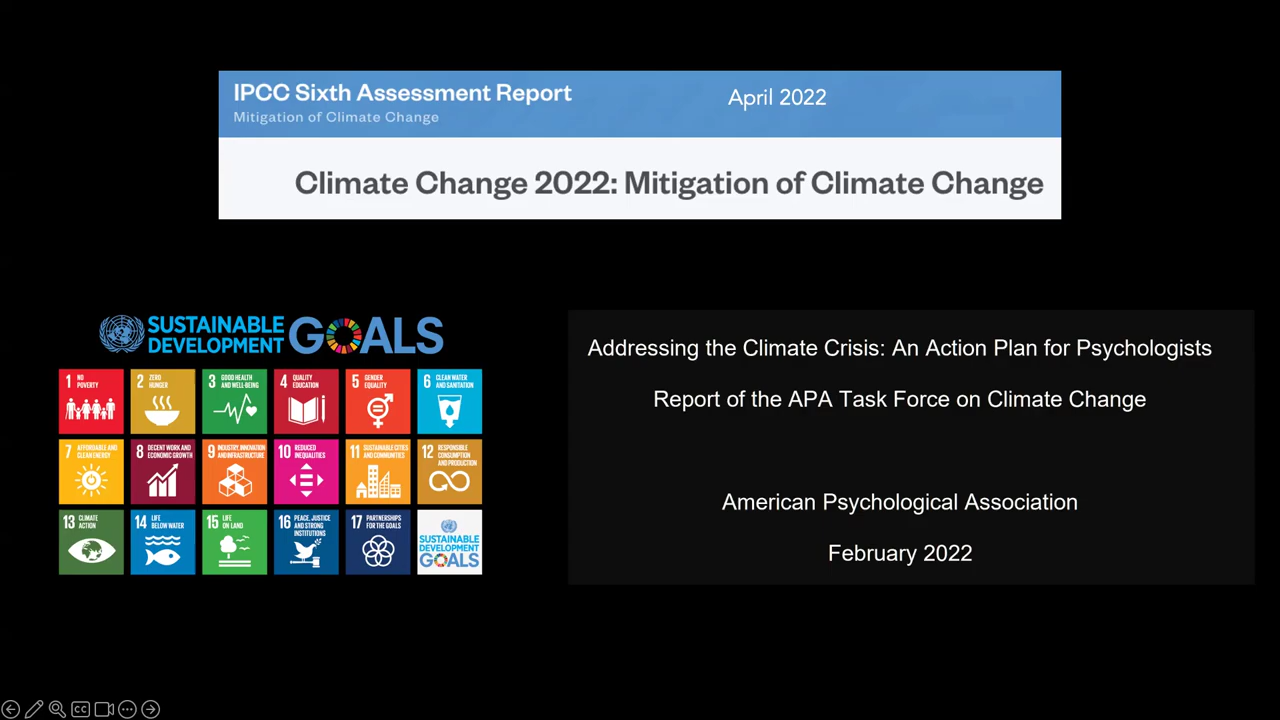 IPCC Sixth Assessment Report
April 2022
Mitigation of Climate Change
Climate Change 2022: Mitigation of Climate Change
SUSTAINABLE
DEVELOPMENT
GOALS
1 NO
POVERTY
2 ZERO
HUNGER
3 GOOD HEALTH
AND WELL-BEING
4 QUALITY
EDUCATION
5 GENDER
EQUALITY
6 CLEAN WATER
AND SANITATION
7 AFFORDABLE AND
CLEAN ENERGY
8 DECENT WORK AND
ECONOMIC GROWTH
9 INDUSTRY, INNOVATION
AND INFRASTRUCTURE
10 REDUCED
INEQUALITIES
11 SUSTAINABLE CITIES
AND COMMUNITIES
12 RESPONSIBLE
CONSUMPTION
AND PRODUCTION
13 CLIMATE
ACTION
14 LIFE
BELOW WATER
15 LIFE
ON LAND
16 PEACE, JUSTICE
AND STRONG
INSTITUTIONS
17 PARTNERSHIPS
FOR THE GOALS
SUSTAINABLE
DEVELOPMENT
GOALS
Addressing the Climate Crisis: An Action Plan for Psychologists
Report of the APA Task Force on Climate Change
American Psychological Association
February 2022
CC